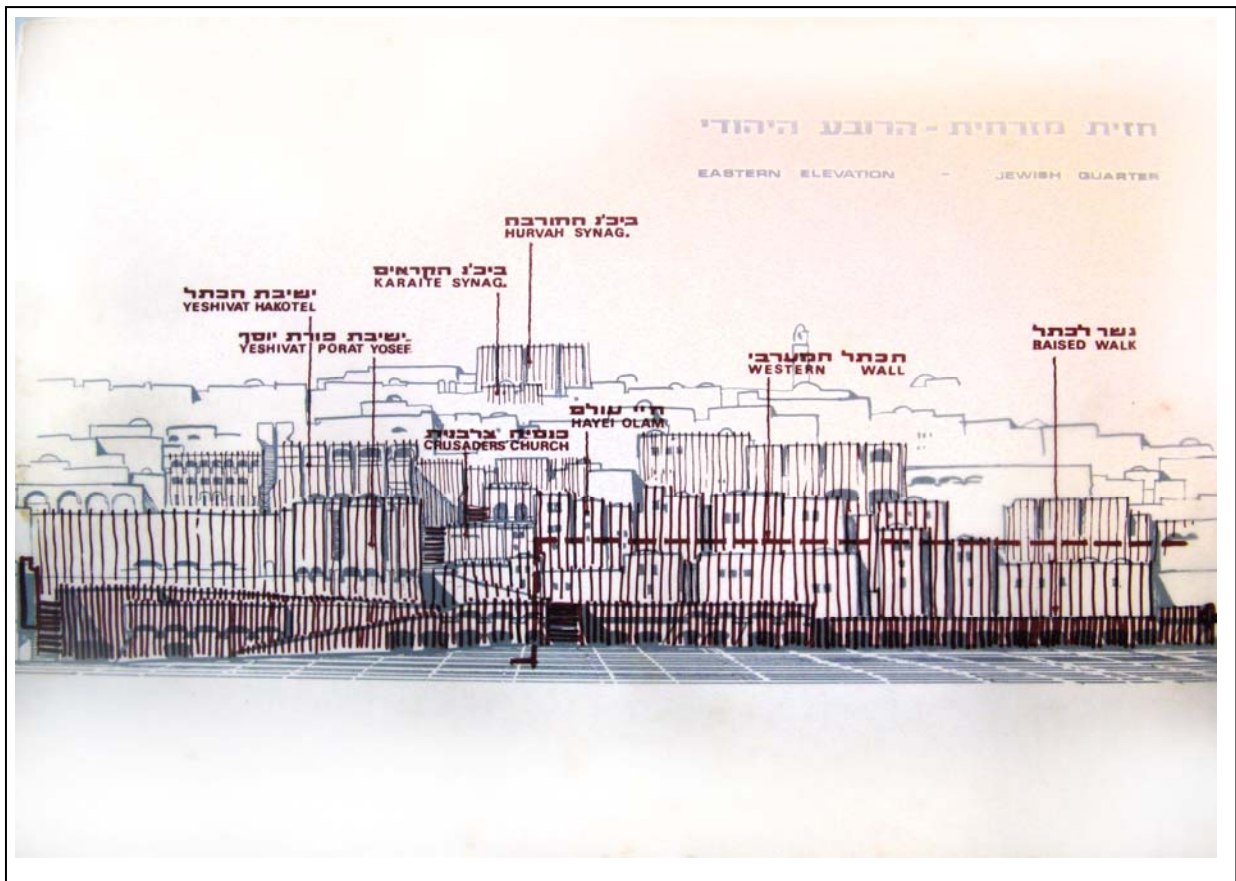 חזית מזרחית - הרובע היהודי
EASTERN ELEVATION - JEWISH QUARTER
ביכ'נ החורבה
HURVAH SYNAG.
ביכ'נ הקראים
KARAITE SYNAG.
ישיבת הכתל
YESHIVAT HAKOTEL
ישיבת פורת יוסף
YESHIVAT PORAT YOSEF
הכתל המערבי
WESTERN WALL
גשר לכתל
RAISED WALK
חיי עולם
HAYEI OLAM
כנסיה צלבנית
CRUSADERS CHURCH